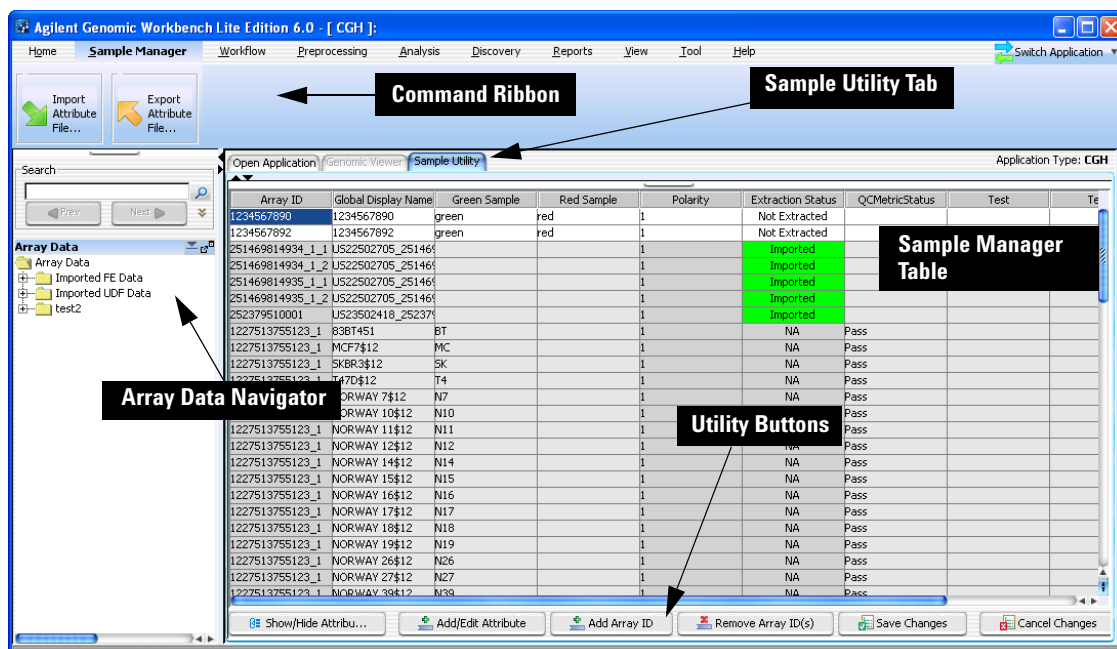 Agilent Genomic Workbench Lite Edition 6.0 - [ CGH ]:
Home Sample Manager Workflow Preprocessing Analysis Discovery Reports View Tool Help Switch Application
Import Attribute File...
Export Attribute File...
Command Ribbon
Sample Utility Tab
Search
Prev Next
Open Application Genomic Viewer Sample Utility Application Type: CGH
Array Data
Array Data
Imported FE Data
Imported UDF Data
test2
Array Data Navigator
Array ID Global Display Name Green Sample Red Sample Polarity Extraction Status QCMetricStatus Test Te
1234567890 1234567890 green red 1 Not Extracted
1234567892 1234567892 green red 1 Not Extracted
251469814934_1_1 US22502705_25146 1 Imported
251469814934_1_2 US22502705_25146 1 Imported
251469814935_1_1 US22502705_25146 1 Imported
251469814935_1_2 US22502705_25146 1 Imported
252379510001 US23502418_25237 1 Imported
Sample Manager Table
1227513755123_1 83BT451 BT 1 NA Pass
1227513755123_1 MCF7$12 MC 1 NA Pass
1227513755123_1 SKBR3$12 SK 1 NA Pass
1227513755123_1 T47D$12 T4 1 NA Pass
NORWAY 7$12 N7 1 NA Pass
NORWAY 10$12 N10 1 Pass
1227513755123_1 NORWAY 11$12 N11 1 Pass
1227513755123_1 NORWAY 12$12 N12 1 NA Pass
1227513755123_1 NORWAY 14$12 N14 1 NA Pass
1227513755123_1 NORWAY 15$12 N15 1 NA Pass
1227513755123_1 NORWAY 16$12 N16 1 NA Pass
1227513755123_1 NORWAY 17$12 N17 1 NA Pass
1227513755123_1 NORWAY 18$12 N18 1 NA Pass
1227513755123_1 NORWAY 19$12 N19 1 NA Pass
1227513755123_1 NORWAY 26$12 N26 1 NA Pass
1227513755123_1 NORWAY 27$12 N27 1 NA Pass
1227513755123_1 NORWAY 39$12 N39 1 NA Pass
Utility Buttons
Show/Hide Attribu... Add/Edit Attribute Add Array ID Remove Array ID(s) Save Changes Cancel Changes